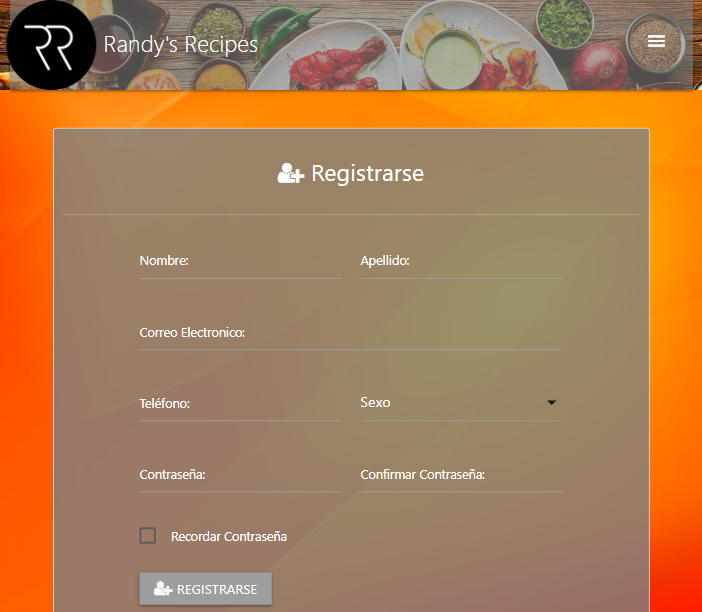 RR
Randy's Recipes
Registrarse
Nombre: Apellido:
Correo Electronico:
Teléfono: Sexo
Contraseña: Confirmar Contraseña:
Recordar Contraseña
REGISTRARSE